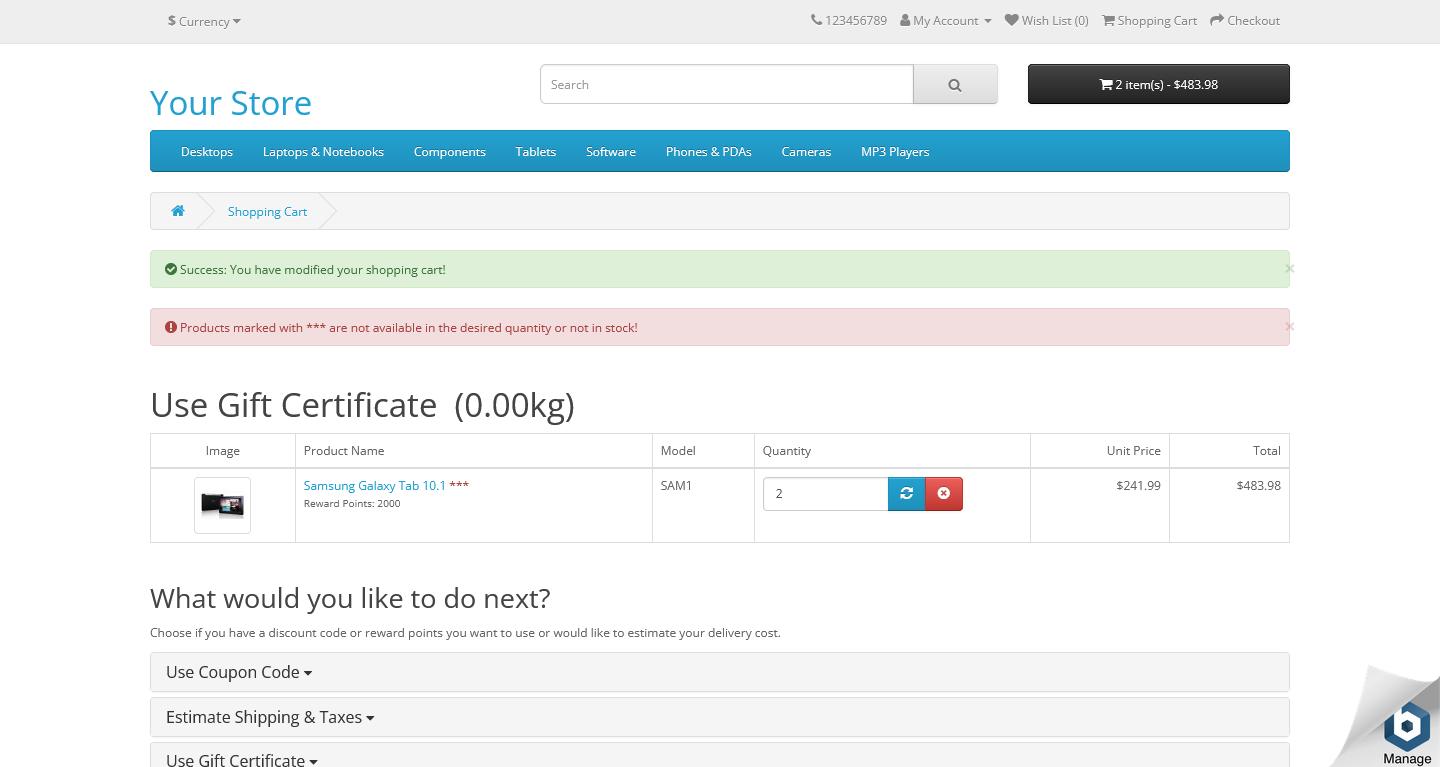 $ Currency
123456789 My Account Wish List (0) Shopping Cart Checkout
Search
2 item(s) - $483.98
Your Store
Desktops Laptops & Notebooks Components Tablets Software Phones & PDAs Cameras MP3 Players
Shopping Cart
Success: You have modified your shopping cart!
×
Products marked with *** are not available in the desired quantity or not in stock!
×
Use Gift Certificate (0.00kg)
Image Product Name Model Quantity Unit Price Total
Samsung Galaxy Tab 10.1 *** SAM1 2 $241.99 $483.98
Reward Points: 2000
What would you like to do next?
Choose if you have a discount code or reward points you want to use or would like to estimate your delivery cost.
Use Coupon Code
Estimate Shipping & Taxes
Use Gift Certificate
Manage